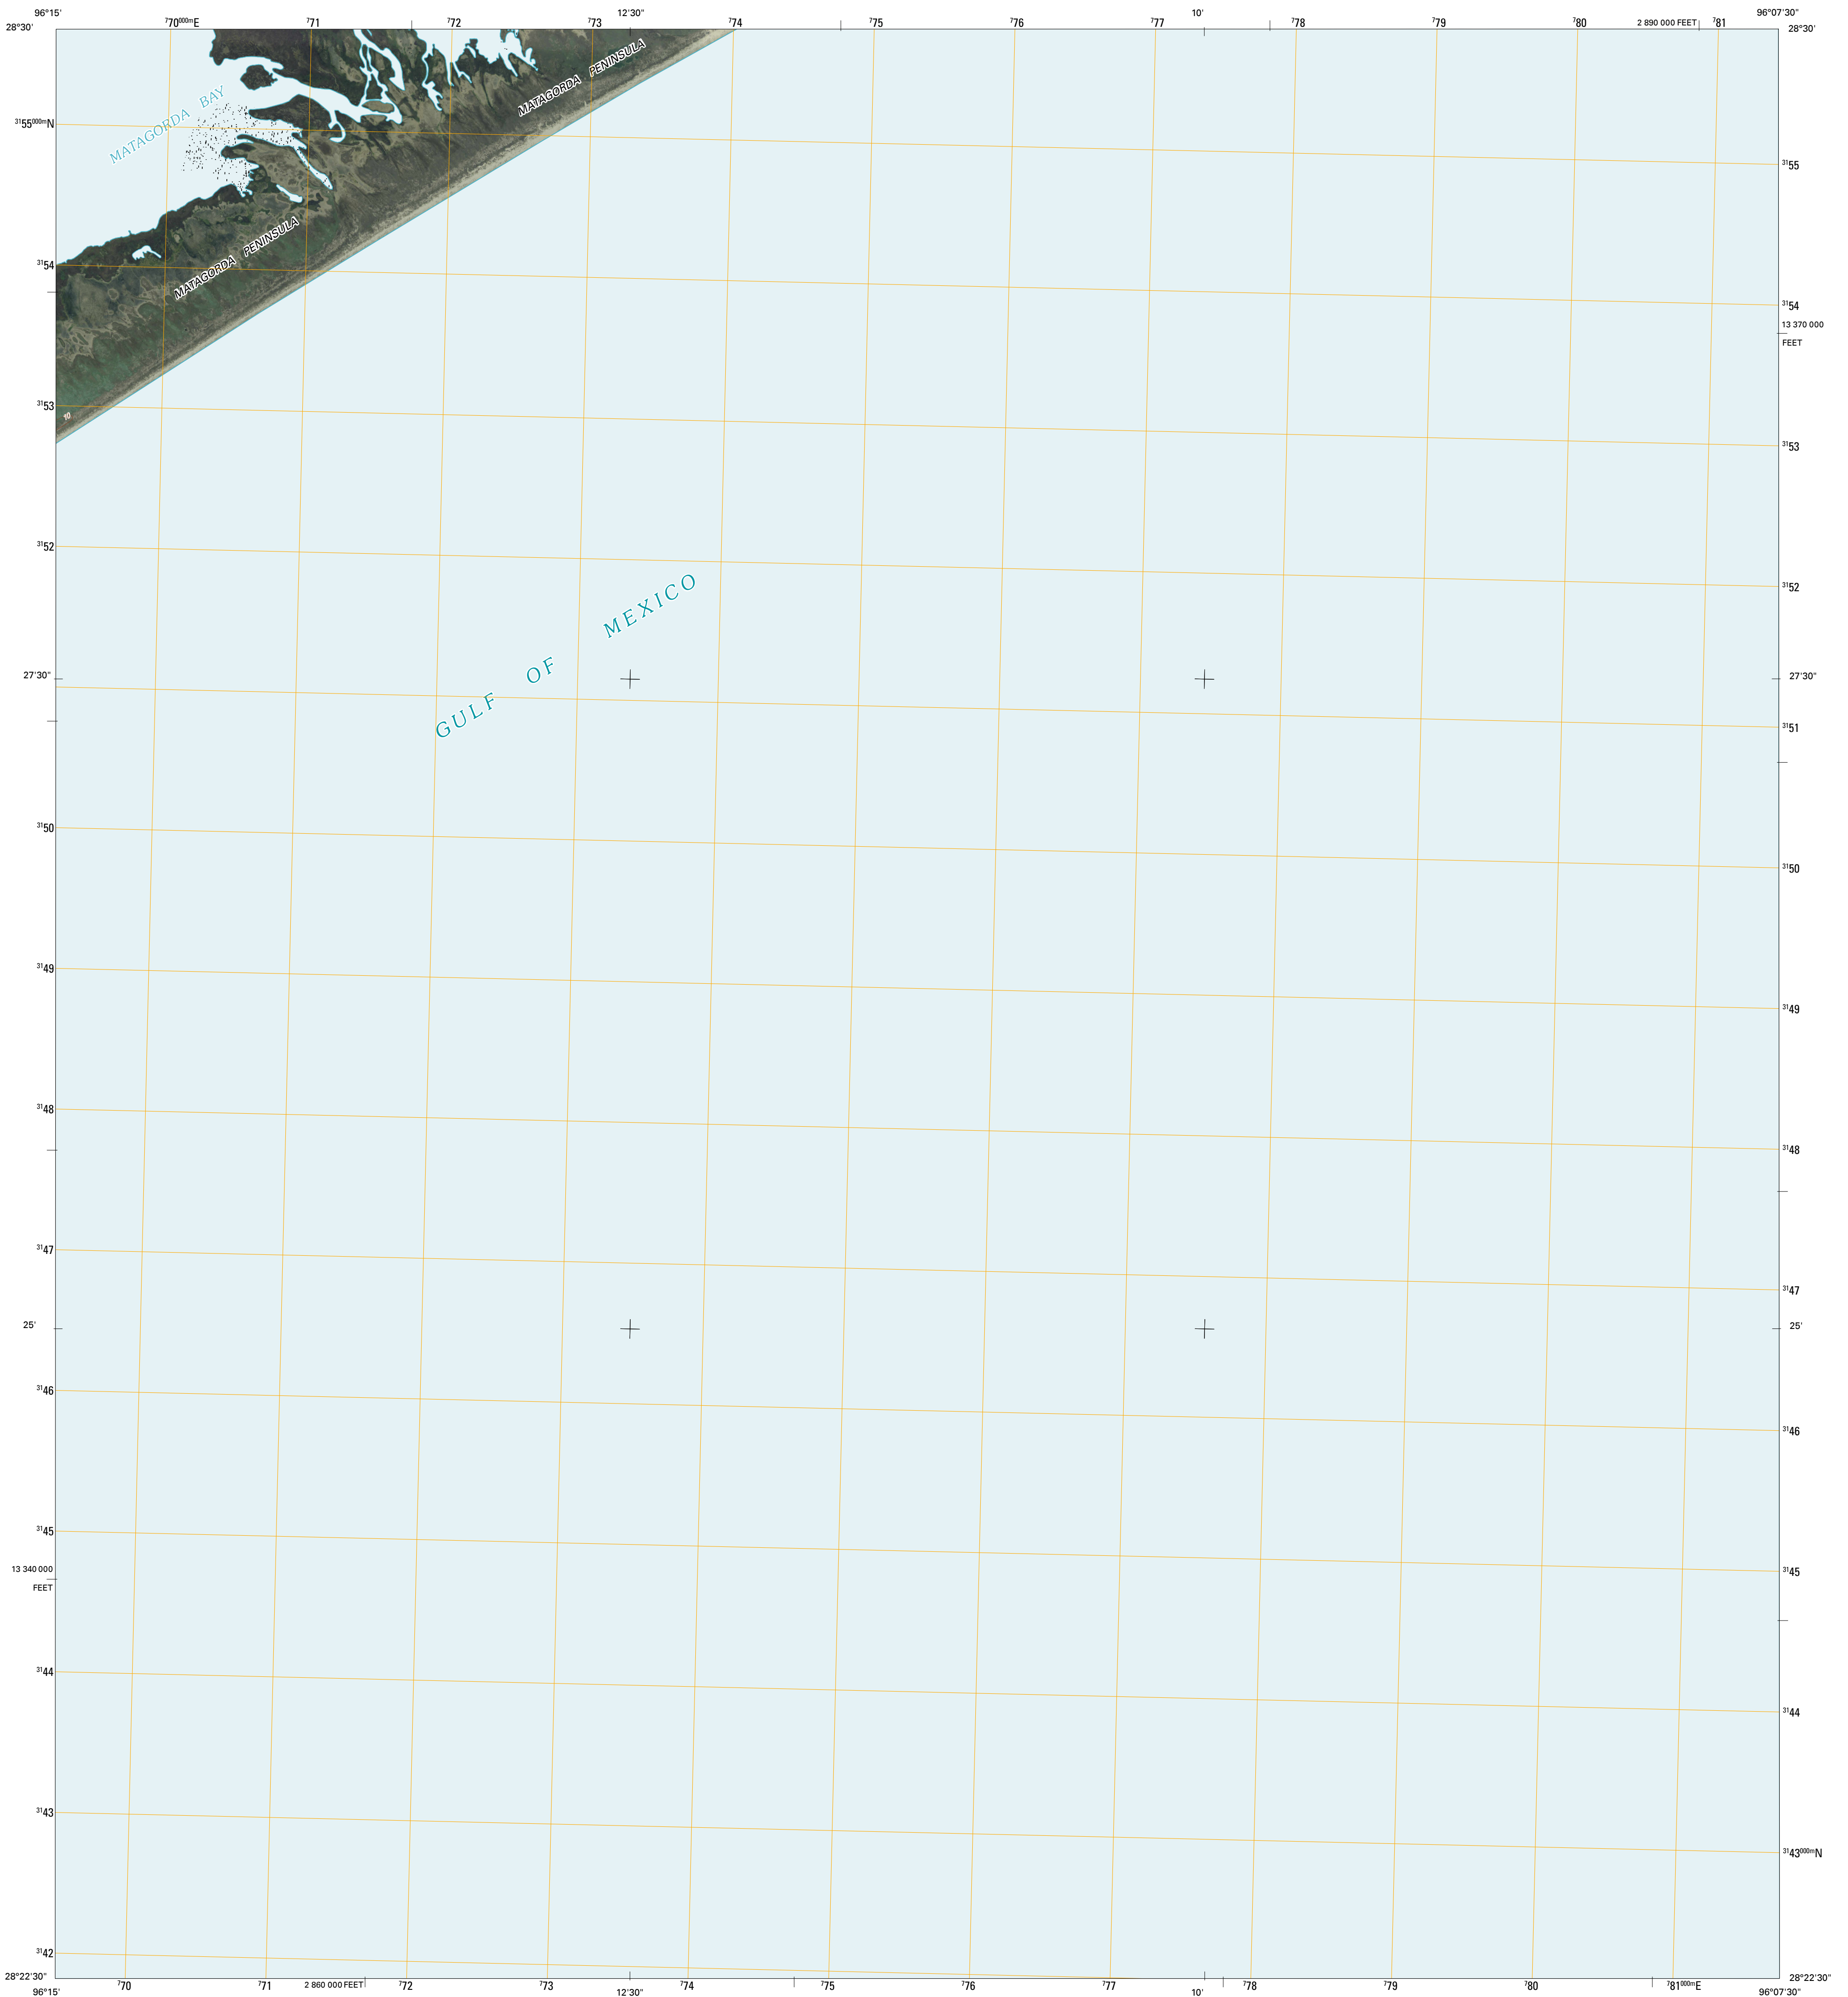 96°15' ⁷70⁰⁰⁰ᵐE ⁷71 ⁷72 ⁷73 12'30" ⁷74 ⁷75 ⁷76 ⁷77 10' ⁷78 ⁷79 ⁷80 2 890 000 FEET ⁷81 96°07'30"
28°30' 28°30'
MATAGORDA PENINSULA
MATAGORDA BAY
³¹55⁰⁰⁰ᵐN ³¹55
MATAGORDA PENINSULA
³¹54 ³¹54
13 370 000
FEET
³¹53 ³¹53
10
³¹52 ³¹52
GULF OF MEXICO
27'30" 27'30"
³¹51
³¹50 ³¹50
³¹49 ³¹49
³¹48 ³¹48
³¹47 ³¹47
25' 25'
³¹46 ³¹46
³¹45 ³¹45
13 340 000
FEET
³¹44 ³¹44
³¹43 ³¹43⁰⁰⁰ᵐN
³¹42
28°22'30" 28°22'30"
96°15' ⁷70 ⁷71 2 860 000 FEET ⁷72 ⁷73 12'30" ⁷74 ⁷75 ⁷76 ⁷77 10' ⁷78 ⁷79 ⁷80 ⁷81⁰⁰⁰ᵐE 96°07'30"